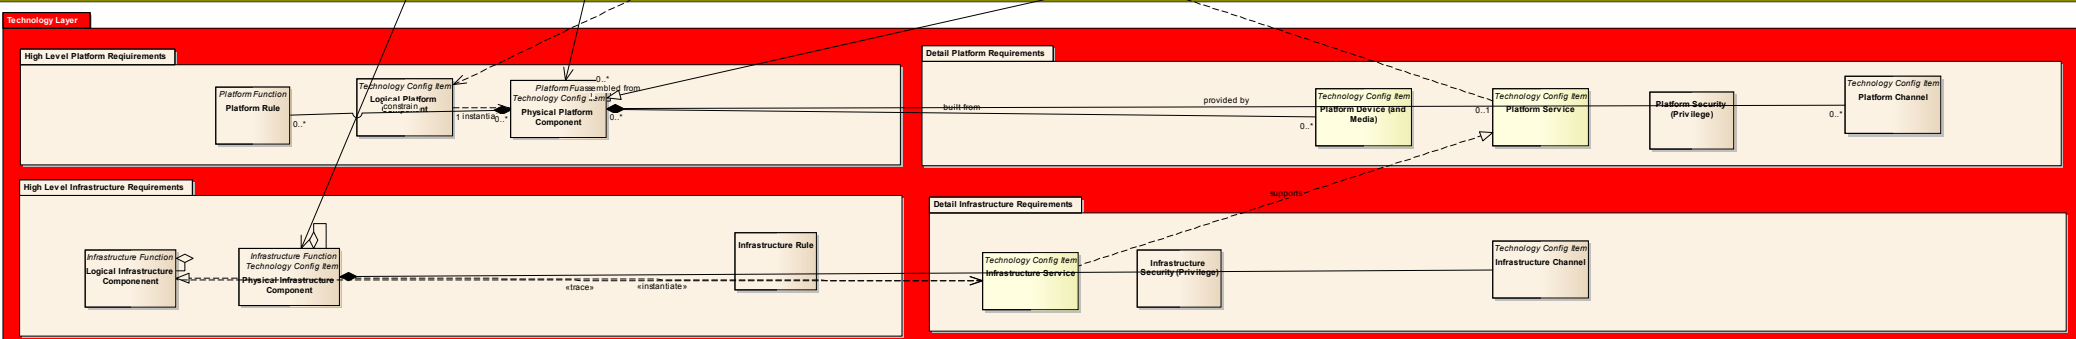 Technology Layer
High Level Platform Reqiuirements
Platform Function
Platform Rule
0..*
Technology Config Item
Logical Platform
constrain
1
instantia
0..*
0..*
sembled from
Technology Config
Physical Platform
Component
0..*
Detail Platform Requirements
built from
provided by
Technology Config Item
Platform Device (and
Media)
0..*
Technology Config Item
Platform Service
0..1
Platform Security
(Privilege)
Technology Config Item
Platform Channel
0..*
High Level Infrastructure Requirements
Infrastructure Function
Logical Infrastructure
Componenent
Infrastructure Function
Technology Config Item
Physical Infrastructure
Component
«trace»
«instantiate»
Infrastructure Rule
Detail Infrastructure Requirements
supports
Technology Config Item
Infrastructure Service
Infrastructure
Security (Privilege)
Technology Config Item
Infrastructure Channel